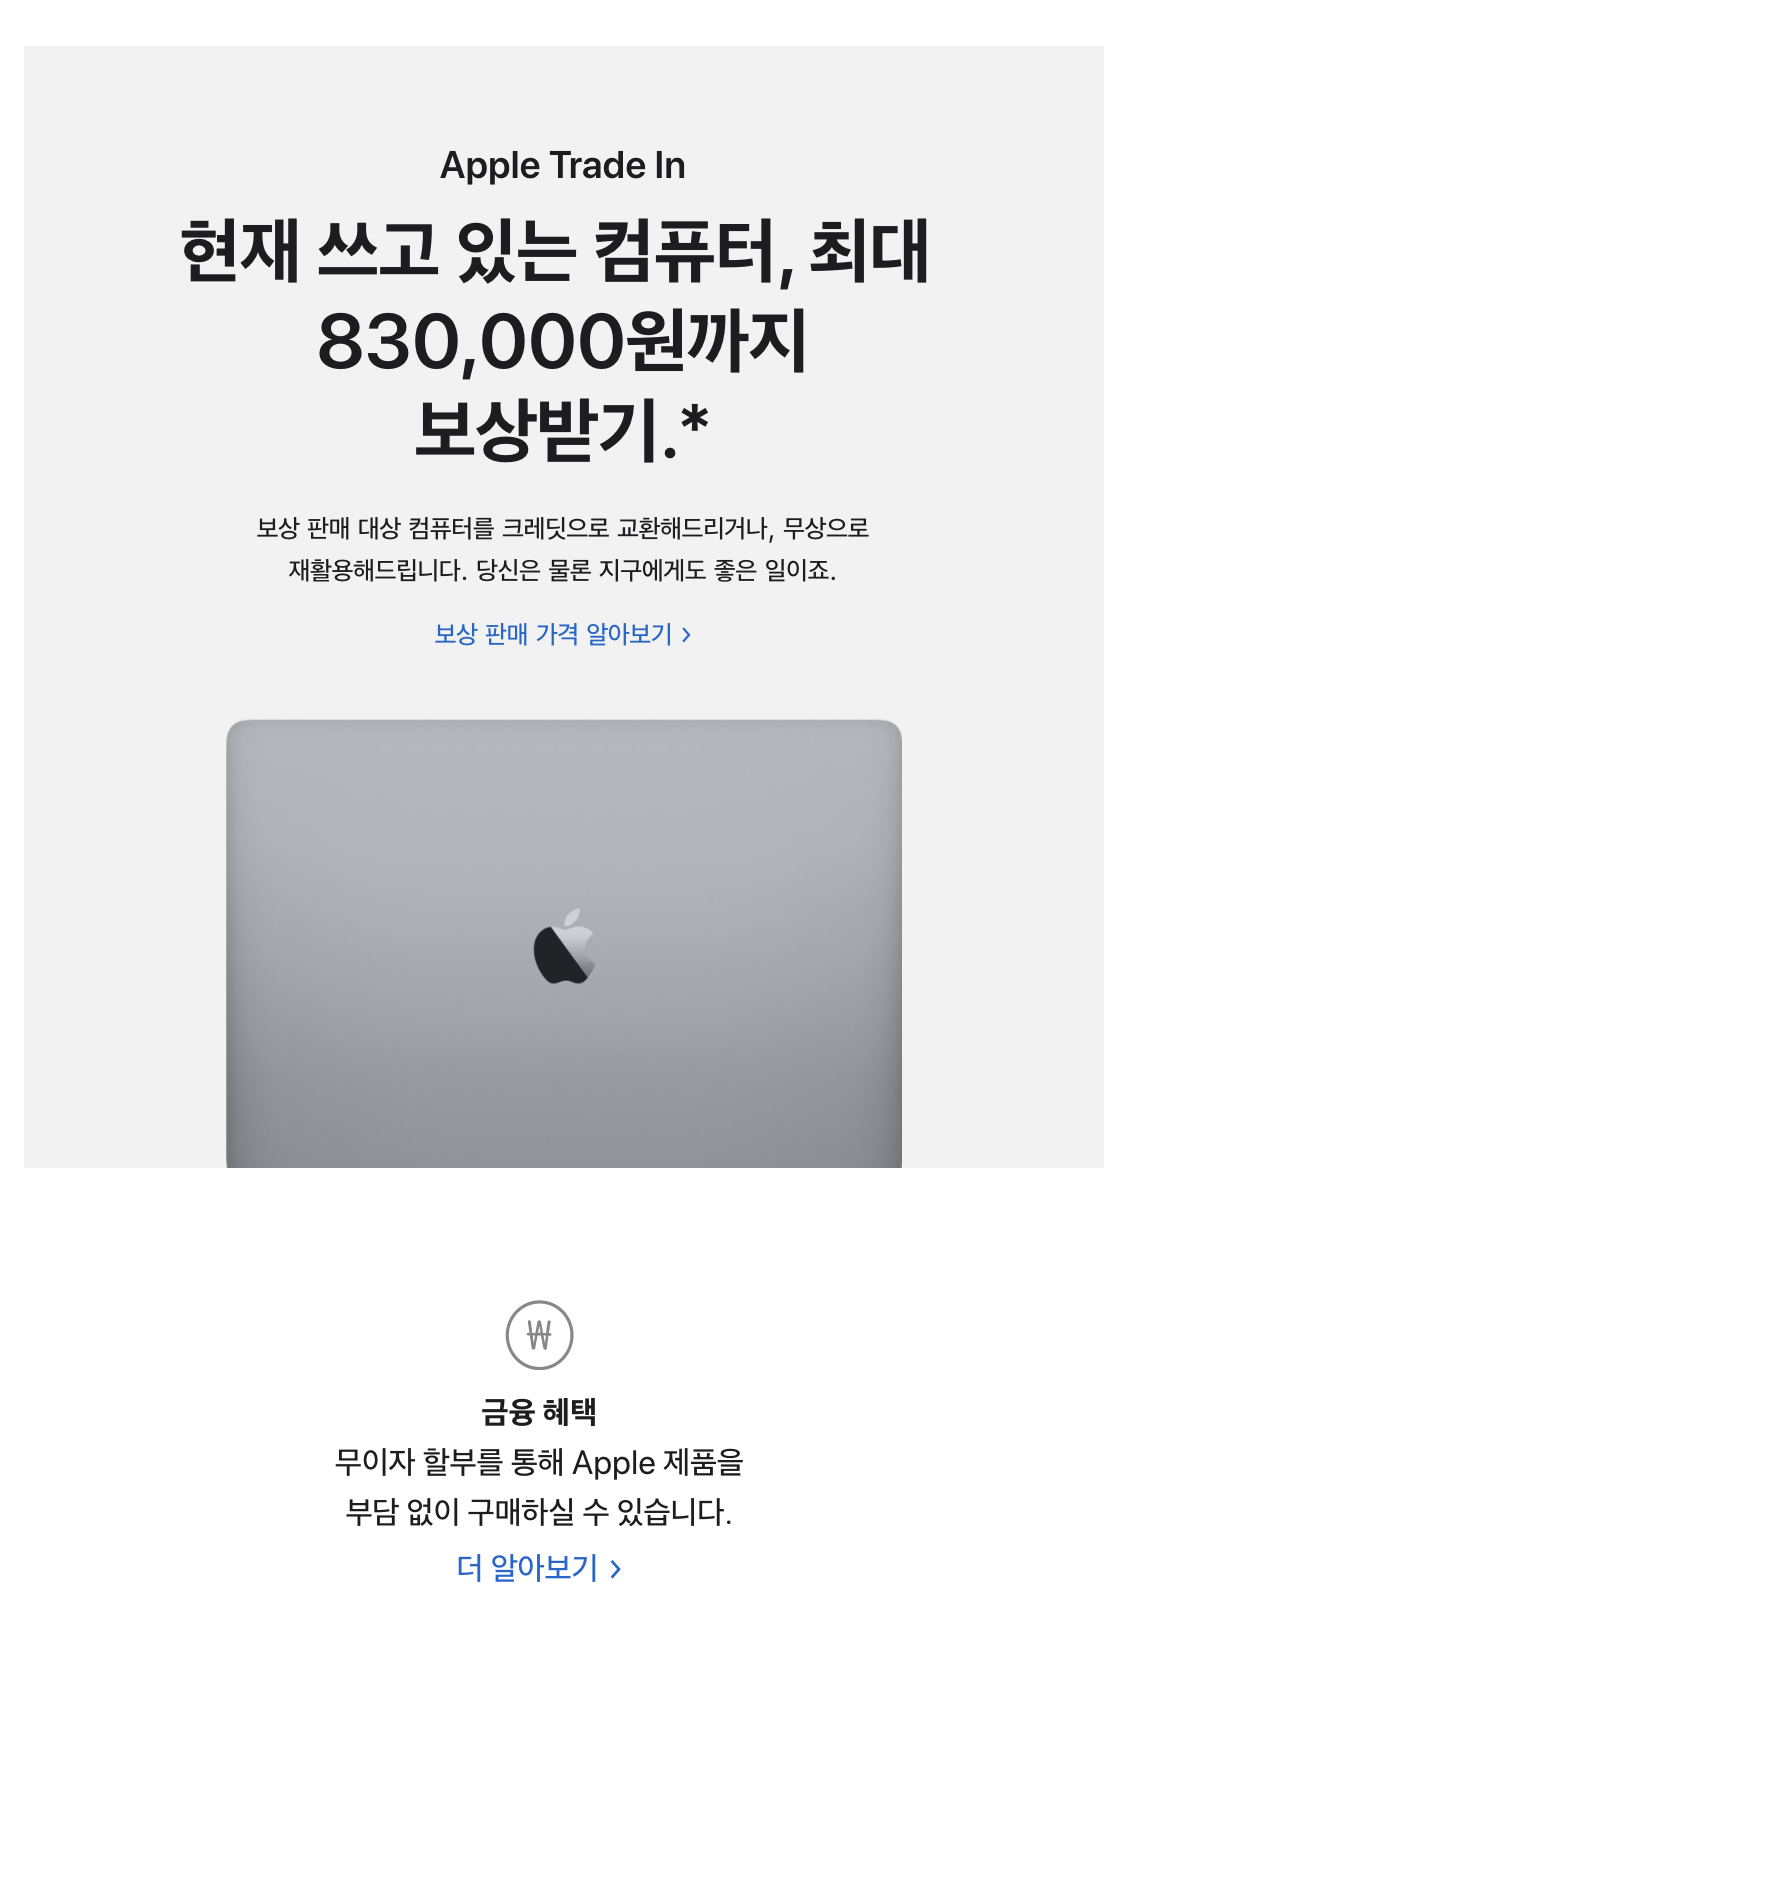 Apple Trade In
현재 쓰고 있는 컴퓨터, 최대
830,000원까지
보상받기.*
보상 판매 대상 컴퓨터를 크레딧으로 교환해드리거나, 무상으로
재활용해드립니다. 당신은 물론 지구에게도 좋은 일이죠.
보상 판매 가격 알아보기 >
₩
금융 혜택
무이자 할부를 통해 Apple 제품을
부담 없이 구매하실 수 있습니다.
더 알아보기 >